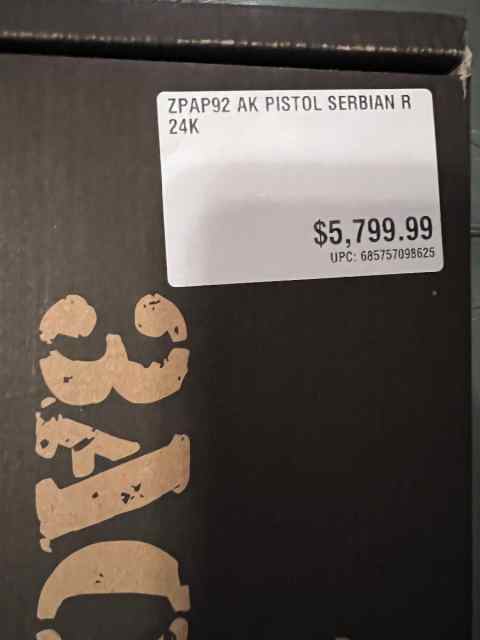 ZPAP92 AK PISTOL SERBIAN R
24K
$5,799.99
UPC: 685757098625